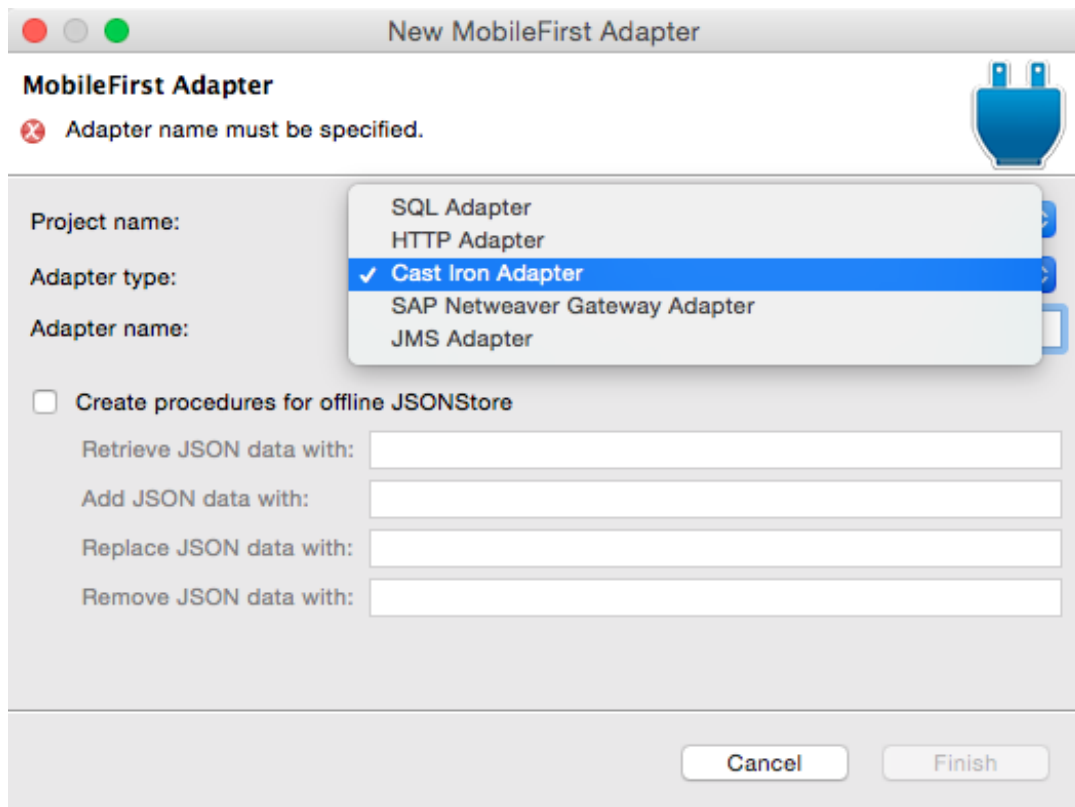 New MobileFirst Adapter
MobileFirst Adapter
Adapter name must be specified.
Project name:
SQL Adapter
HTTP Adapter
Adapter type:
✓ Cast Iron Adapter
SAP Netweaver Gateway Adapter
Adapter name:
JMS Adapter
Create procedures for offline JSONStore
Retrieve JSON data with:
Add JSON data with:
Replace JSON data with:
Remove JSON data with:
Cancel
Finish